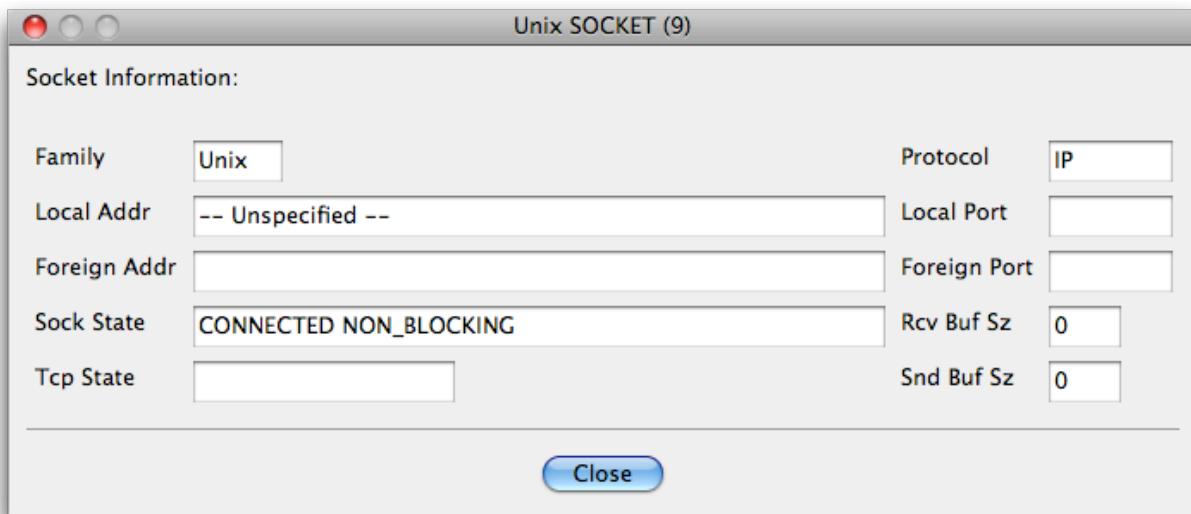 Unix SOCKET (9)
Socket Information:
Family Unix Protocol IP
Local Addr -- Unspecified -- Local Port
Foreign Addr Foreign Port
Sock State CONNECTED NON_BLOCKING Rcv Buf Sz 0
Tcp State Snd Buf Sz 0
Close